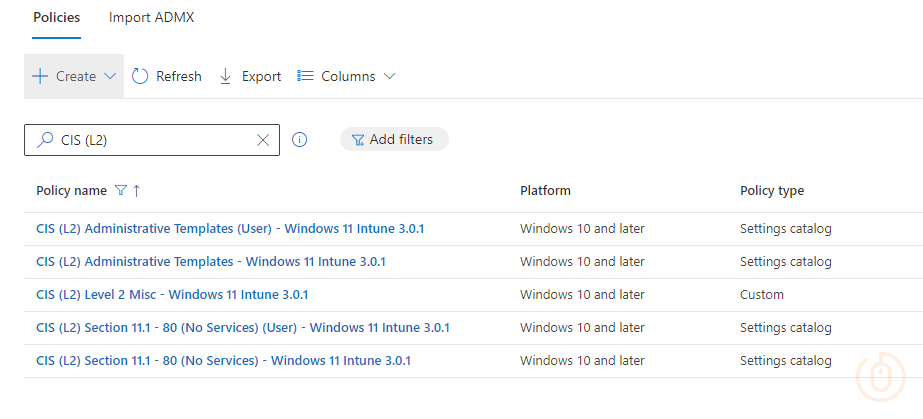 Policies Import ADMX
Create Refresh Export Columns
CIS (L2) Add filters
Policy name Platform Policy type
CIS (L2) Administrative Templates (User) - Windows 11 Intune 3.0.1 Windows 10 and later Settings catalog
CIS (L2) Administrative Templates - Windows 11 Intune 3.0.1 Windows 10 and later Settings catalog
CIS (L2) Level 2 Misc - Windows 11 Intune 3.0.1 Windows 10 and later Custom
CIS (L2) Section 11.1 - 80 (No Services) (User) - Windows 11 Intune 3.0.1 Windows 10 and later Settings catalog
CIS (L2) Section 11.1 - 80 (No Services) - Windows 11 Intune 3.0.1 Windows 10 and later Settings catalog